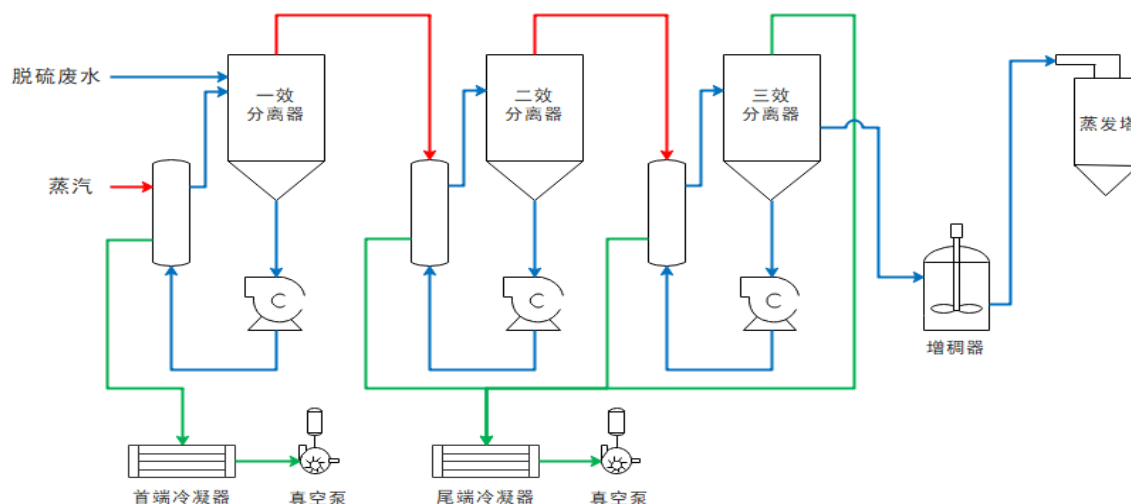 脱硫废水
一效
分离器
二效
分离器
三效
分离器
蒸发塔
蒸汽
C
C
C
增稠器
首端冷凝器
真空泵
尾端冷凝器
真空泵